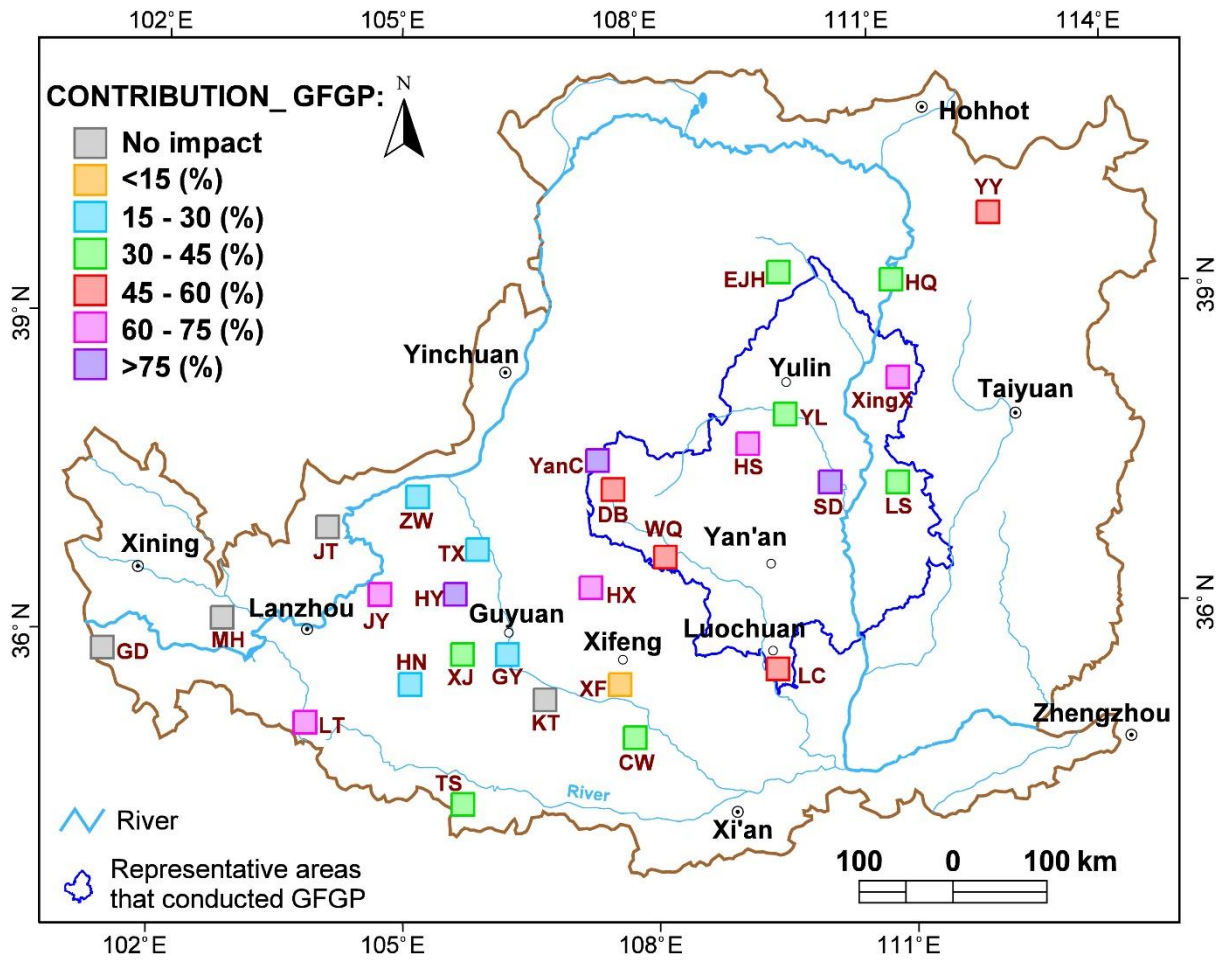 102°E 105°E 108°E 111°E 114°E
CONTRIBUTION_ GFGP:
No impact
<15 (%)
15 - 30 (%)
30 - 45 (%)
45 - 60 (%)
60 - 75 (%)
>75 (%)
N
Hohhot
YY
EJH
HQ
39° N
39° N
Yinchuan
Yulin
XingX
Taiyuan
YL
YanC
HS
DB
SD
LS
ZW
WQ
JT
Xining
TX
Yan'an
HX
HY
JY
Lanzhou
Guyuan
MH
GD
36° N
36° N
Xifeng
Luochuan
HN
XJ
GY
XF
LC
KT
LT
CW
Zhengzhou
TS
River
Xi'an
River
Representative areas
that conducted GFGP
100 0 100 km
102°E 105°E 108°E 111°E